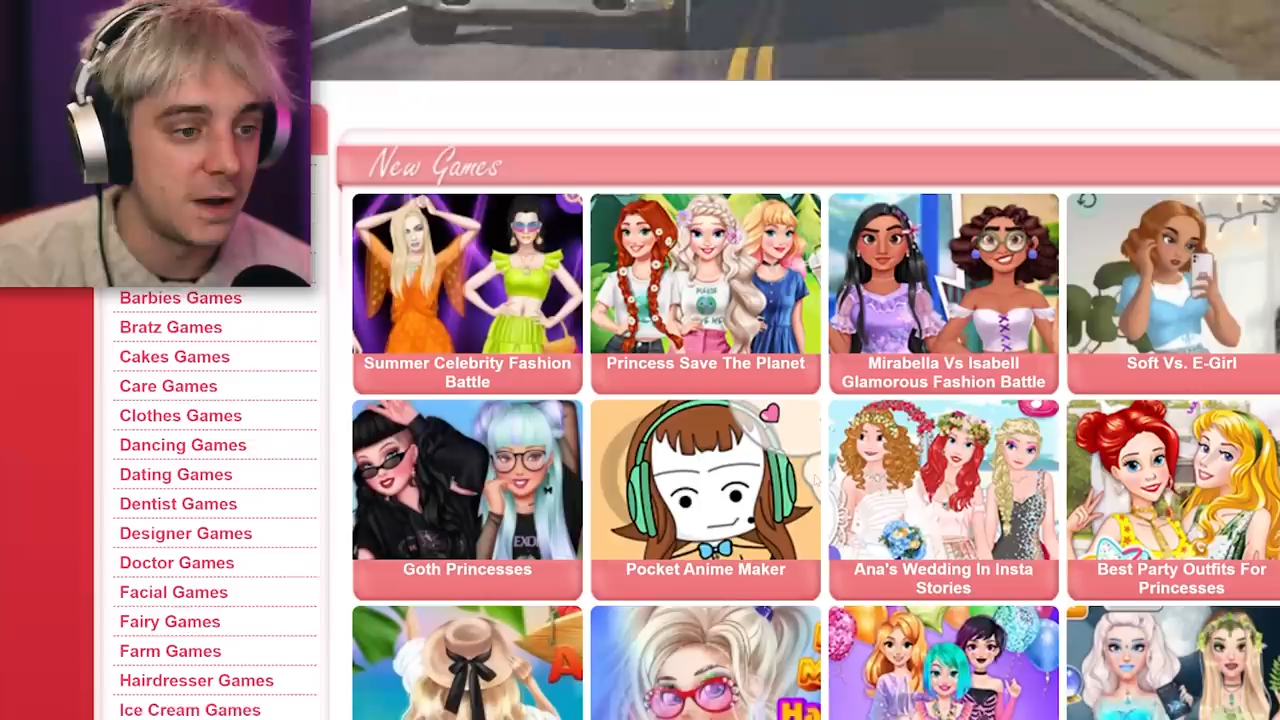 New Games
Barbies Games
Bratz Games
Cakes Games
Care Games
Clothes Games
Dancing Games
Dating Games
Dentist Games
Designer Games
Doctor Games
Facial Games
Fairy Games
Farm Games
Hairdresser Games
Ice Cream Games
Summer Celebrity Fashion
Battle
Princess Save The Planet
Mirabella Vs Isabell
Glamorous Fashion Battle
Soft Vs. E-Girl
Goth Princesses
Pocket Anime Maker
Ana's Wedding In Insta
Stories
Best Party Outfits For
Princesses